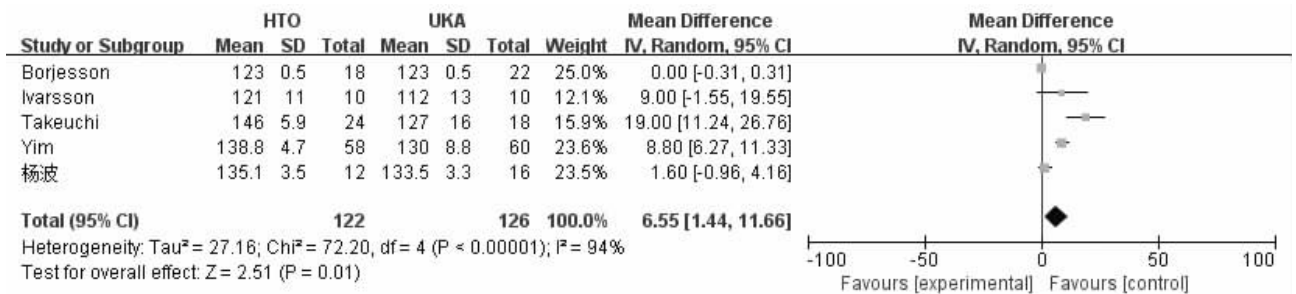 HTO UKA Mean Difference Mean Difference
Study or Subgroup Mean SD Total Mean SD Total Weight IV, Random, 95% CI IV, Random, 95% CI
Borjesson 123 0.5 18 123 0.5 22 25.0% 0.00 [-0.31, 0.31]
Ivarsson 121 11 10 112 13 10 12.1% 9.00 [-1.55, 19.55]
Takeuchi 146 5.9 24 127 16 18 15.9% 19.00 [11.24, 26.76]
Yim 138.8 4.7 58 130 8.8 60 23.6% 8.80 [6.27, 11.33]
杨波 135.1 3.5 12 133.5 3.3 16 23.5% 1.60 [-0.96, 4.16]
Total (95% CI) 122 126 100.0% 6.55 [1.44, 11.66]
Heterogeneity: Tau² = 27.16; Chi² = 72.20, df = 4 (P < 0.00001); I² = 94%
Test for overall effect: Z = 2.51 (P = 0.01)
-100 -50 0 50 100
Favours [experimental] Favours [control]